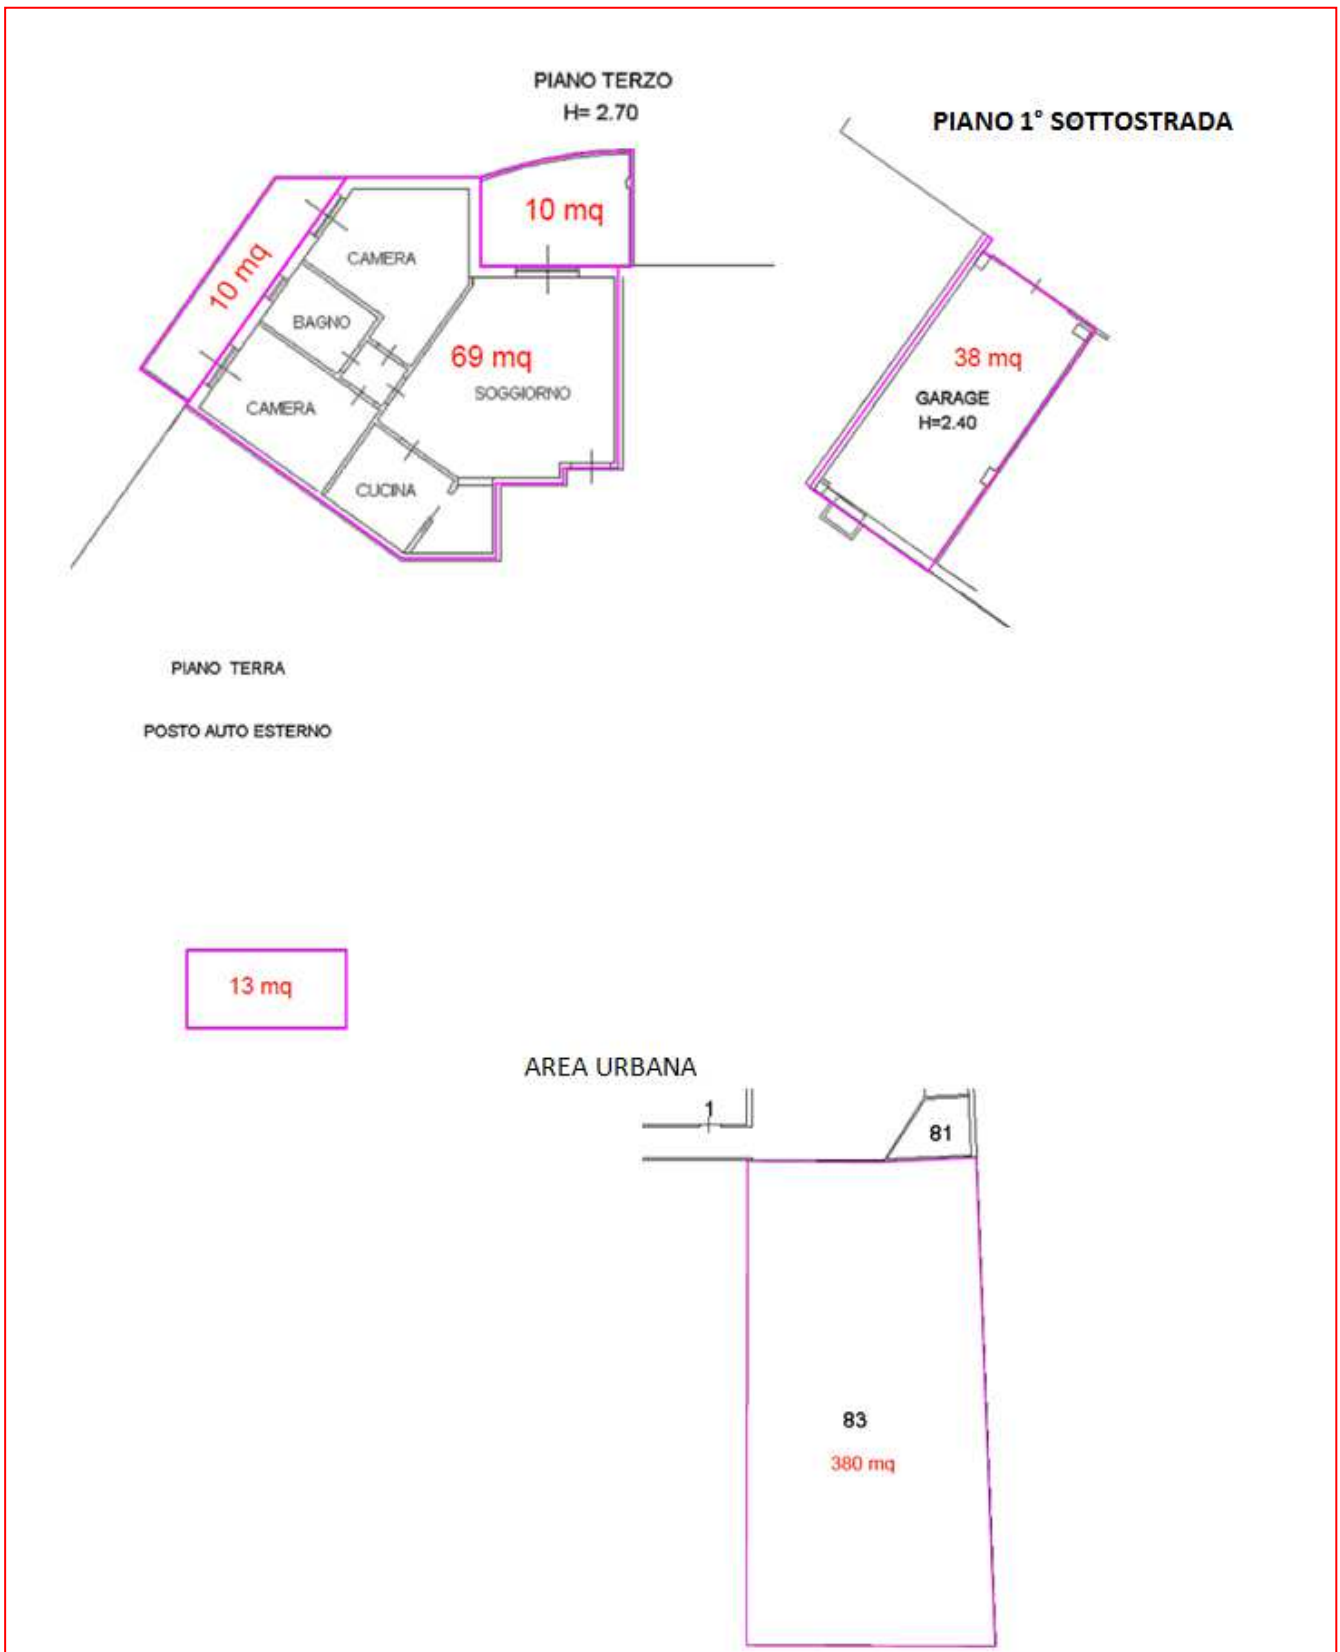 PIANO TERZO
H= 2.70
PIANO 1° SOTTOSTRADA
10 mq
10 mq
CAMERA
BAGNO
69 mq
SOGGIORNO
CAMERA
CUCINA
38 mq
GARAGE
H=2.40
PIANO TERRA
POSTO AUTO ESTERNO
13 mq
AREA URBANA
1
81
83
380 mq